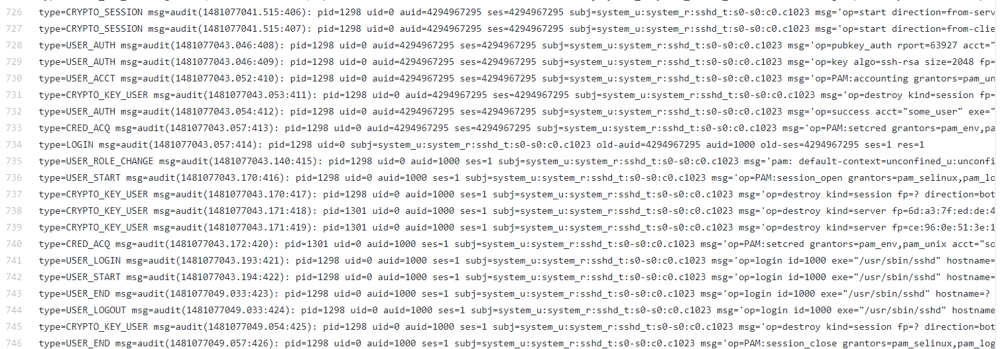 726 type=CRYPTO_SESSION msg=audit(1481077041.515:406): pid=1298 uid=0 auid=4294967295 ses=4294967295 subj=system_u:system_r:sshd_t:s0-s0:c0.c1023 msg='op=start direction=from-serv
727 type=CRYPTO_SESSION msg=audit(1481077041.515:407): pid=1298 uid=0 auid=4294967295 ses=4294967295 subj=system_u:system_r:sshd_t:s0-s0:c0.c1023 msg='op=start direction=from-clie
728 type=USER_AUTH msg=audit(1481077043.046:408): pid=1298 uid=0 auid=4294967295 ses=4294967295 subj=system_u:system_r:sshd_t:s0-s0:c0.c1023 msg='op=pubkey_auth rport=63927 acct="
729 type=USER_AUTH msg=audit(1481077043.046:409): pid=1298 uid=0 auid=4294967295 ses=4294967295 subj=system_u:system_r:sshd_t:s0-s0:c0.c1023 msg='op=key algo=ssh-rsa size=2048 fp=
730 type=USER_ACCT msg=audit(1481077043.052:410): pid=1298 uid=0 auid=4294967295 ses=4294967295 subj=system_u:system_r:sshd_t:s0-s0:c0.c1023 msg='op=PAM:accounting grantors=pam_un
731 type=CRYPTO_KEY_USER msg=audit(1481077043.053:411): pid=1298 uid=0 auid=4294967295 ses=4294967295 subj=system_u:system_r:sshd_t:s0-s0:c0.c1023 msg='op=destroy kind=session fp=
732 type=USER_AUTH msg=audit(1481077043.054:412): pid=1298 uid=0 auid=4294967295 ses=4294967295 subj=system_u:system_r:sshd_t:s0-s0:c0.c1023 msg='op=success acct="some_user" exe="
733 type=CRED_ACQ msg=audit(1481077043.057:413): pid=1298 uid=0 auid=4294967295 ses=4294967295 subj=system_u:system_r:sshd_t:s0-s0:c0.c1023 msg='op=PAM:setcred grantors=pam_env,pa
734 type=LOGIN msg=audit(1481077043.057:414): pid=1298 uid=0 subj=system_u:system_r:sshd_t:s0-s0:c0.c1023 old-auid=4294967295 auid=1000 old-ses=4294967295 ses=1 res=1
735 type=USER_ROLE_CHANGE msg=audit(1481077043.140:415): pid=1298 uid=0 auid=1000 ses=1 subj=system_u:system_r:sshd_t:s0-s0:c0.c1023 msg='pam: default-context=unconfined_u:unconfi
736 type=USER_START msg=audit(1481077043.170:416): pid=1298 uid=0 auid=1000 ses=1 subj=system_u:system_r:sshd_t:s0-s0:c0.c1023 msg='op=PAM:session_open grantors=pam_selinux,pam_lo
737 type=CRYPTO_KEY_USER msg=audit(1481077043.170:417): pid=1298 uid=0 auid=1000 ses=1 subj=system_u:system_r:sshd_t:s0-s0:c0.c1023 msg='op=destroy kind=session fp=? direction=bot
738 type=CRYPTO_KEY_USER msg=audit(1481077043.171:418): pid=1301 uid=0 auid=1000 ses=1 subj=system_u:system_r:sshd_t:s0-s0:c0.c1023 msg='op=destroy kind=server fp=6d:a3:7f:ed:de:4
739 type=CRYPTO_KEY_USER msg=audit(1481077043.171:419): pid=1301 uid=0 auid=1000 ses=1 subj=system_u:system_r:sshd_t:s0-s0:c0.c1023 msg='op=destroy kind=server fp=ce:96:0e:51:3e:1
740 type=CRED_ACQ msg=audit(1481077043.172:420): pid=1301 uid=0 auid=1000 ses=1 subj=system_u:system_r:sshd_t:s0-s0:c0.c1023 msg='op=PAM:setcred grantors=pam_env,pam_unix acct="so
741 type=USER_LOGIN msg=audit(1481077043.193:421): pid=1298 uid=0 auid=1000 ses=1 subj=system_u:system_r:sshd_t:s0-s0:c0.c1023 msg='op=login id=1000 exe="/usr/sbin/sshd" hostname=
742 type=USER_START msg=audit(1481077043.194:422): pid=1298 uid=0 auid=1000 ses=1 subj=system_u:system_r:sshd_t:s0-s0:c0.c1023 msg='op=login id=1000 exe="/usr/sbin/sshd" hostname=
743 type=USER_END msg=audit(1481077049.033:423): pid=1298 uid=0 auid=1000 ses=1 subj=system_u:system_r:sshd_t:s0-s0:c0.c1023 msg='op=login id=1000 exe="/usr/sbin/sshd" hostname=?
744 type=USER_LOGOUT msg=audit(1481077049.033:424): pid=1298 uid=0 auid=1000 ses=1 subj=system_u:system_r:sshd_t:s0-s0:c0.c1023 msg='op=login id=1000 exe="/usr/sbin/sshd" hostname
745 type=CRYPTO_KEY_USER msg=audit(1481077049.054:425): pid=1298 uid=0 auid=1000 ses=1 subj=system_u:system_r:sshd_t:s0-s0:c0.c1023 msg='op=destroy kind=session fp=? direction=bot
746 type=USER_END msg=audit(1481077049.057:426): pid=1298 uid=0 auid=1000 ses=1 subj=system_u:system_r:sshd_t:s0-s0:c0.c1023 msg='op=PAM:session_close grantors=pam_selinux,pam_log